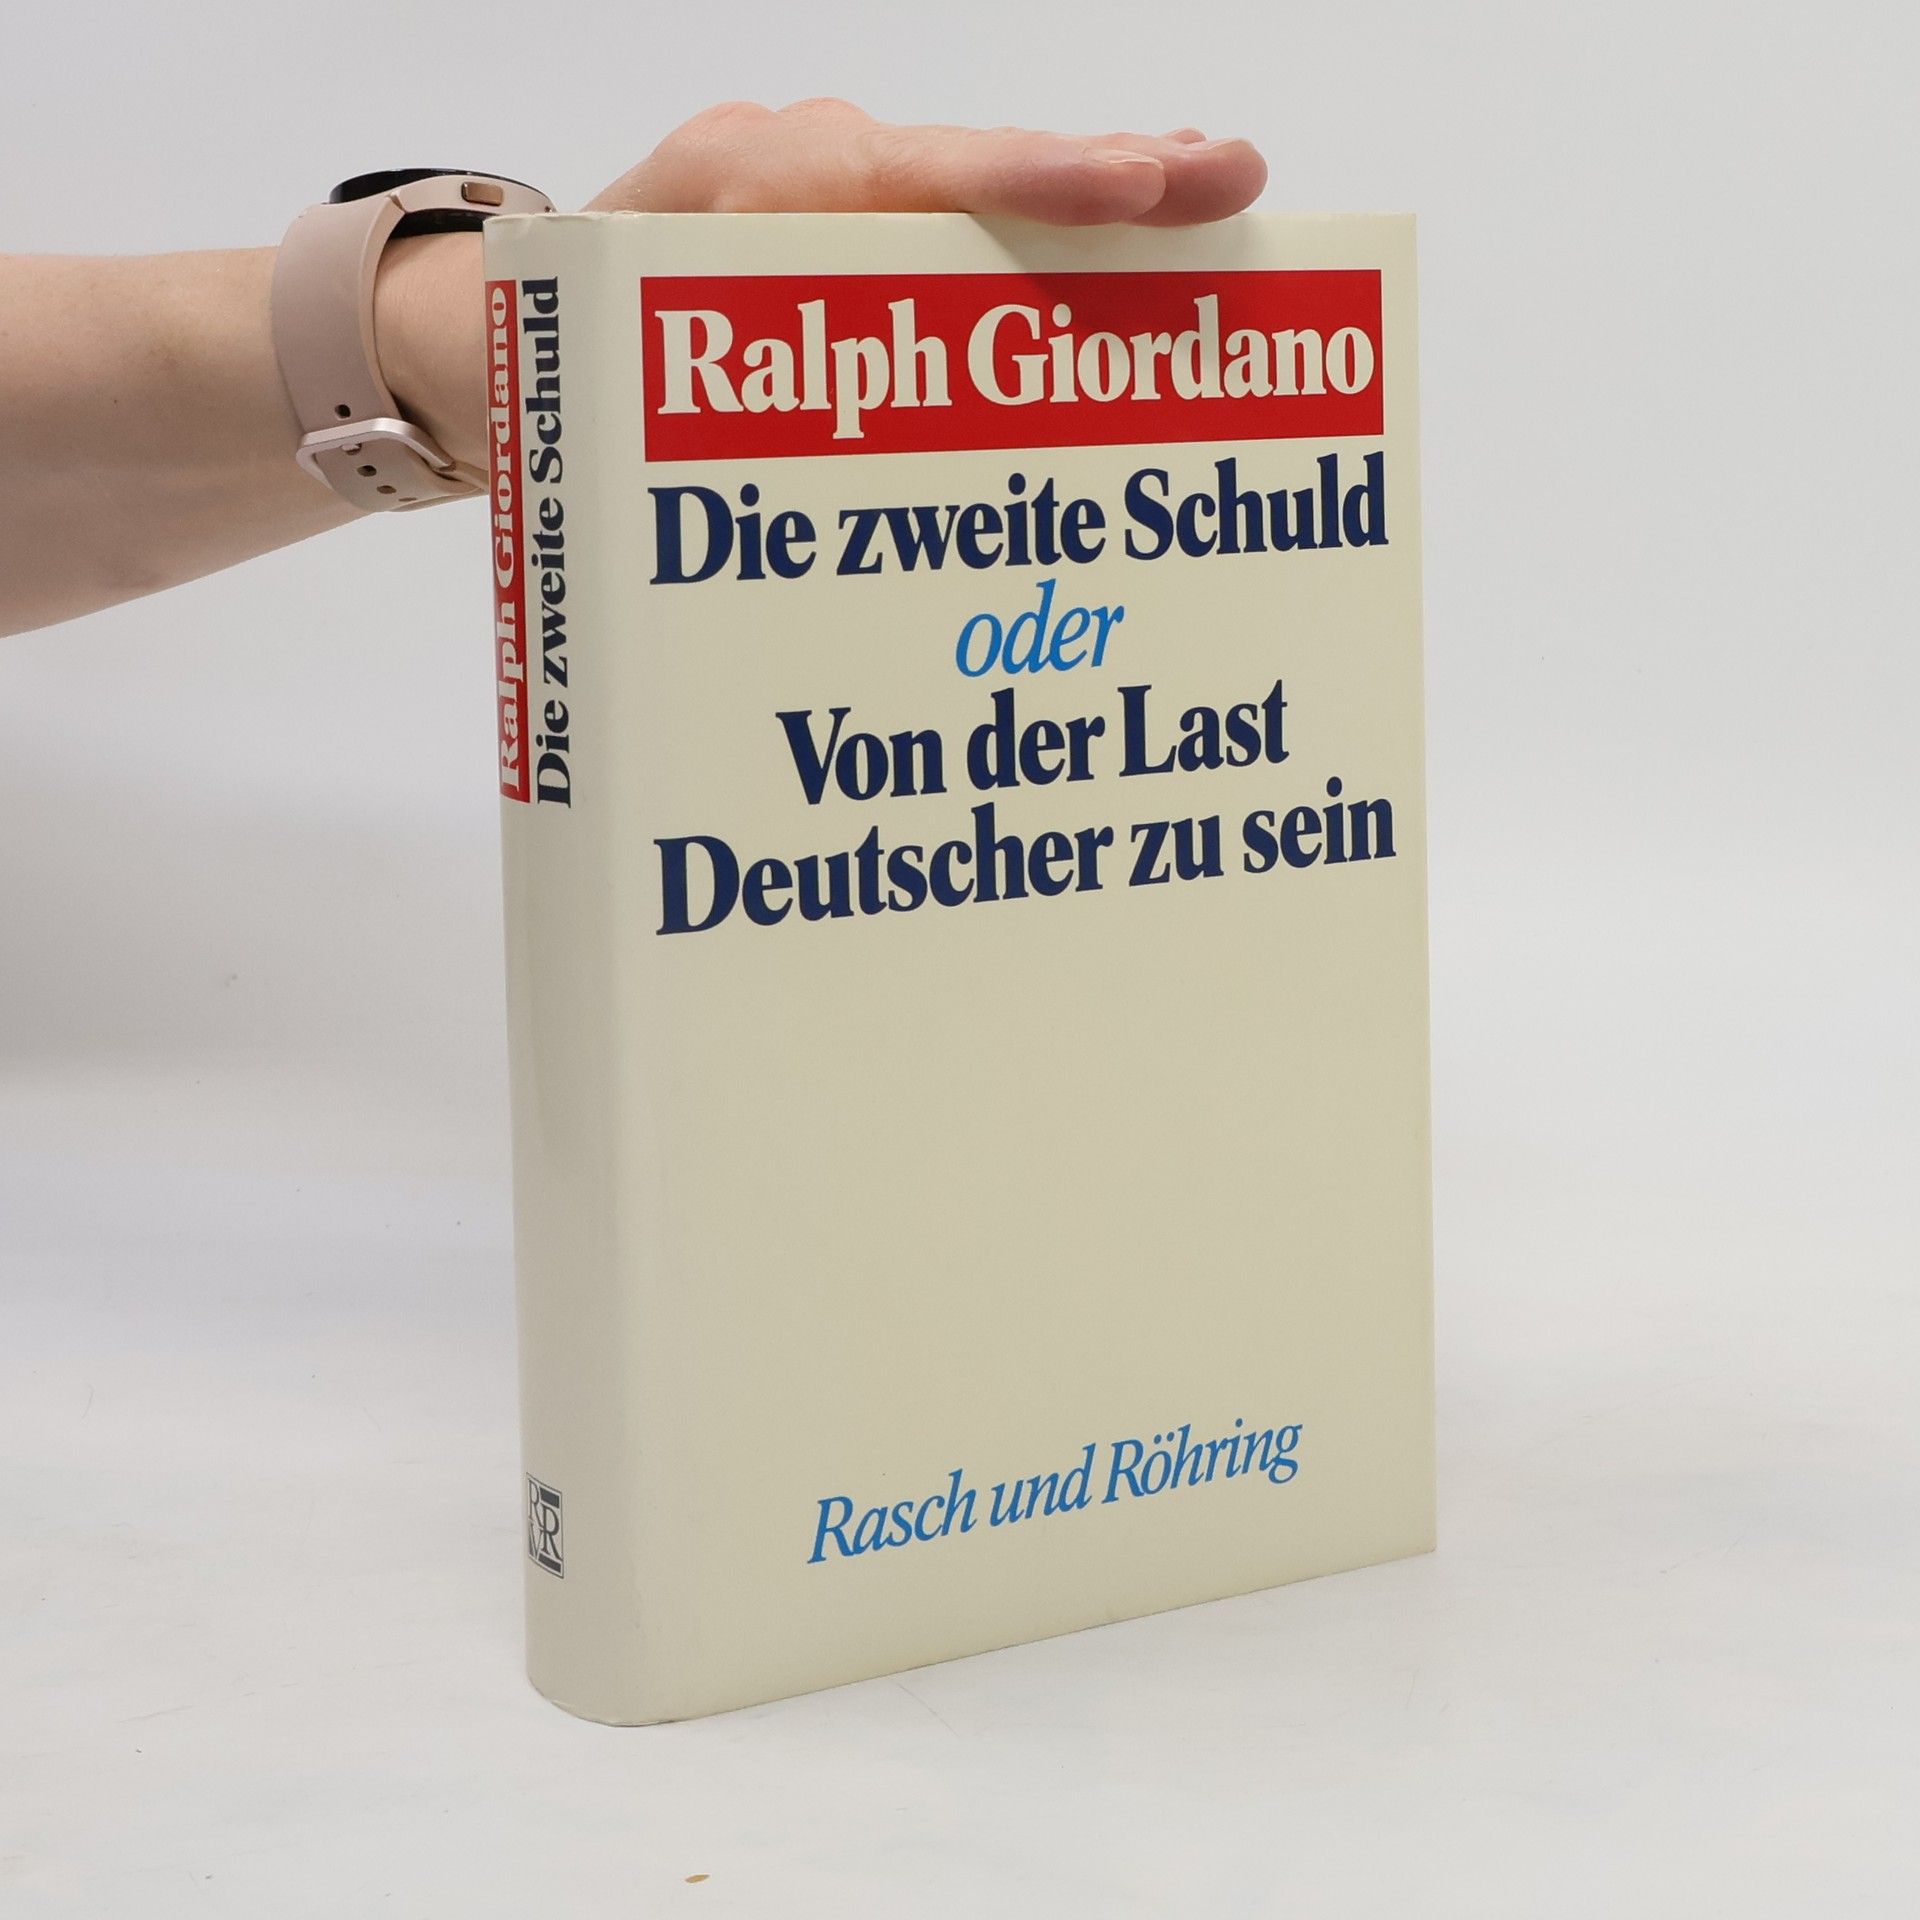 Ralph Giordano
Die zweite Schuld
oder
Von der Last
Deutscher zu sein
Rasch und Röhring
Ralph Giordano
Die zweite Schuld
RVR